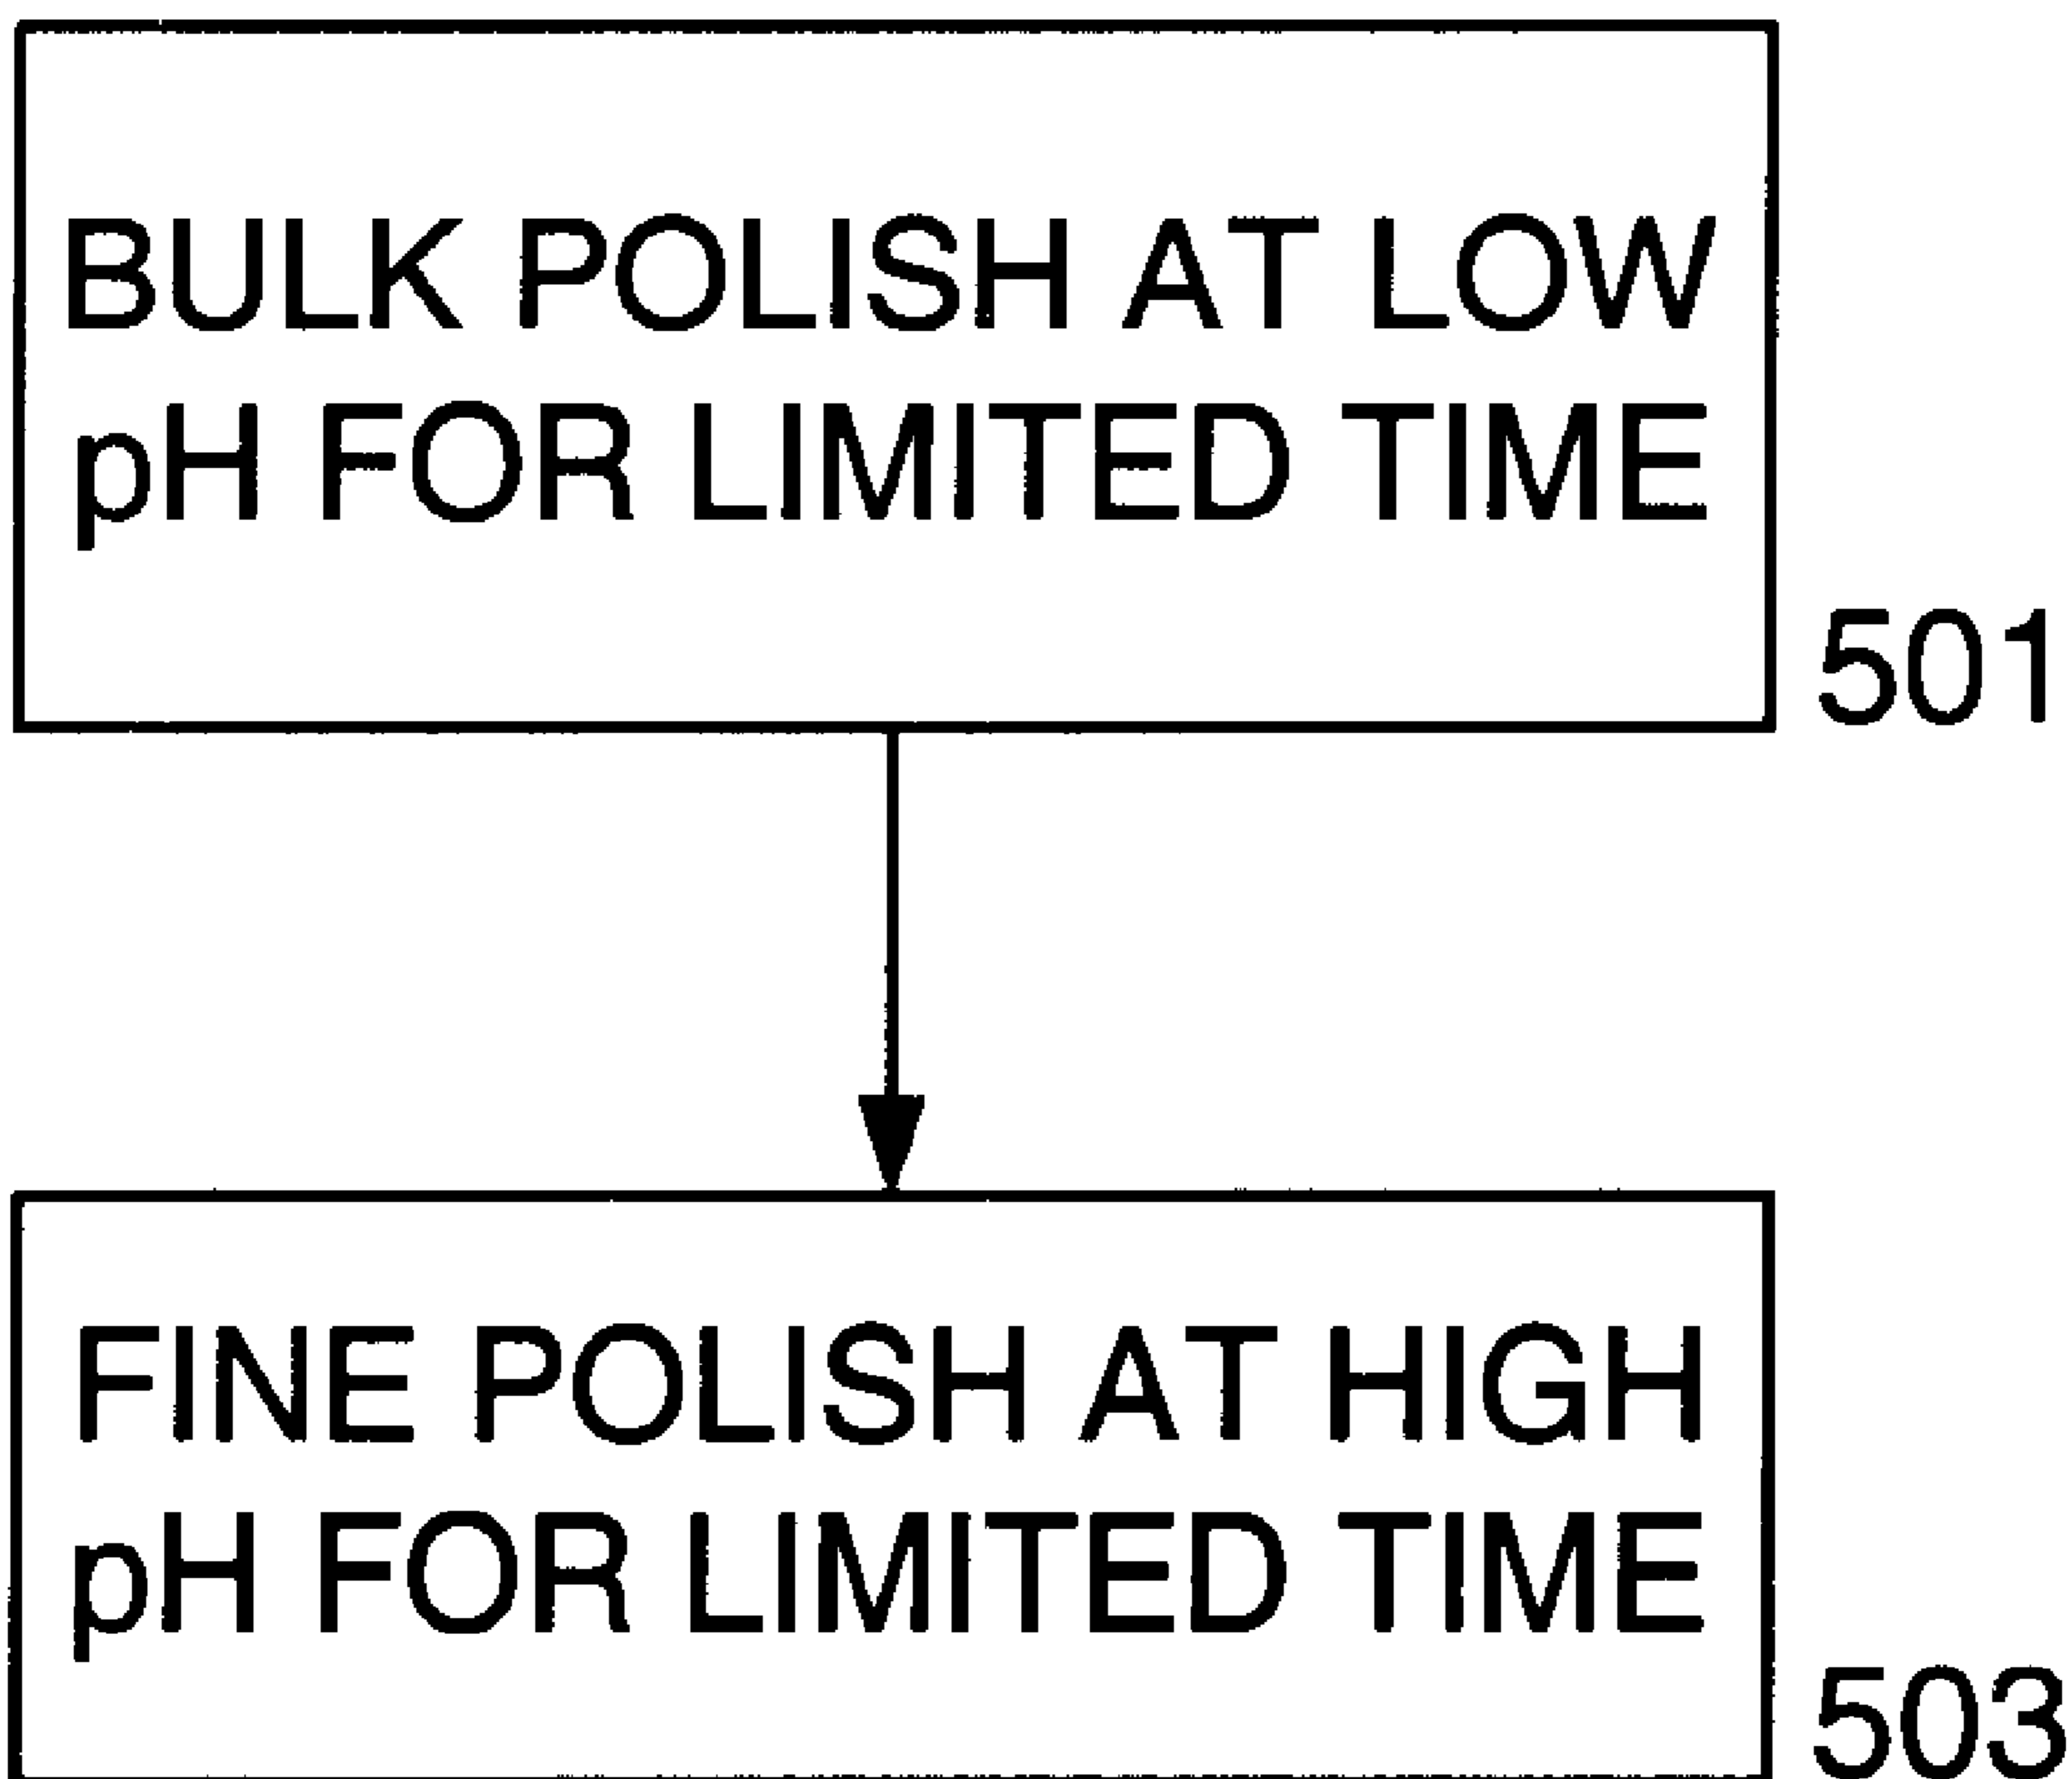 BULK POLISH AT LOW
pH FOR LIMITED TIME
501
FINE POLISH AT HIGH
pH FOR LIMITED TIME
503